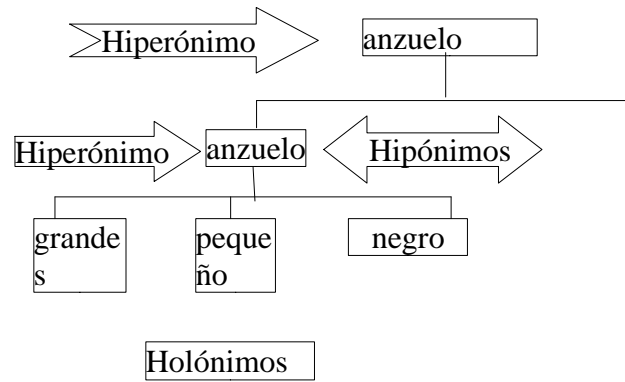 Hiperónimo
anzuelo
Hiperónimo
anzuelo
Hipónimos
grande
s
peque
ño
negro
Holónimos